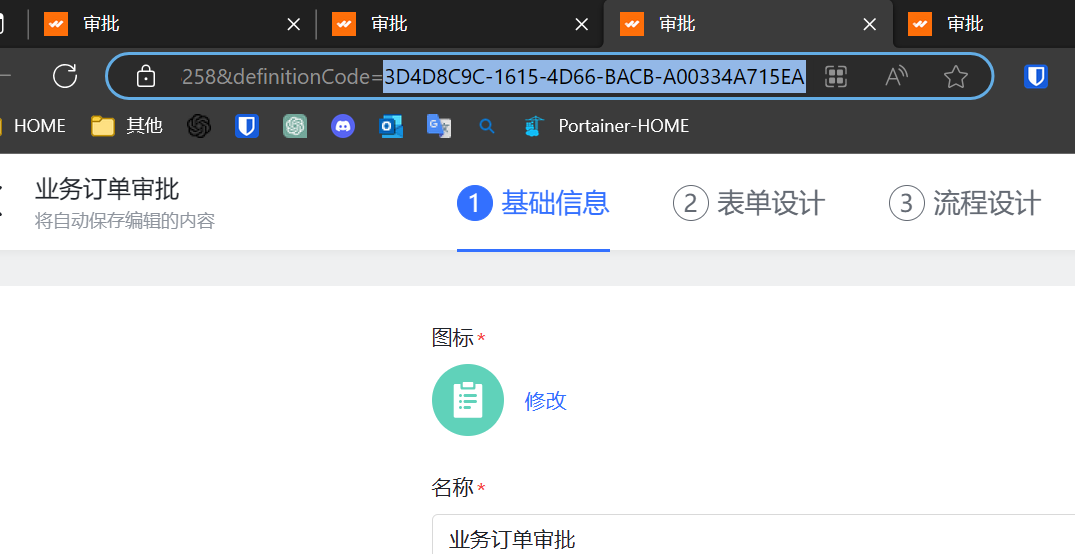 审批 审批 审批 审批
258&definitionCode=3D4D8C9C-1615-4D66-BACB-A00334A715EA
HOME 其他 Portainer-HOME
业务订单审批
将自动保存编辑的内容
1 基础信息 2 表单设计 3 流程设计
图标*
修改
名称*
业务订单审批